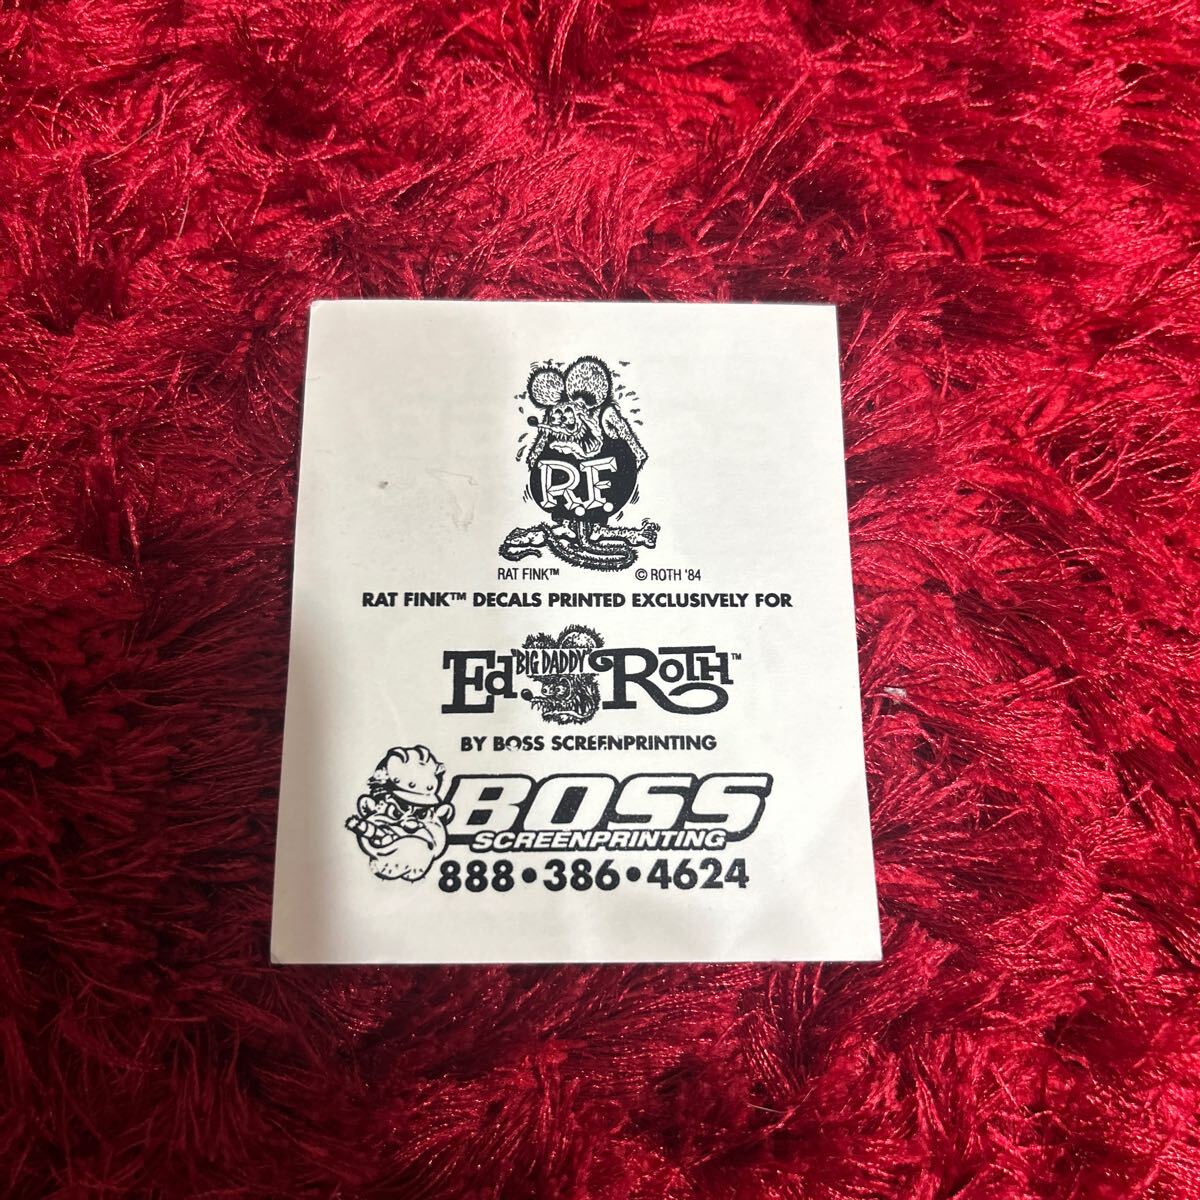 R.F.
RAT FINK™ © ROTH '84
RAT FINK™ DECALS PRINTED EXCLUSIVELY FOR
Ed. "BIG DADDY" ROTH™
BY BOSS SCREENPRINTING
BOSS
SCREENPRINTING
888•386•4624